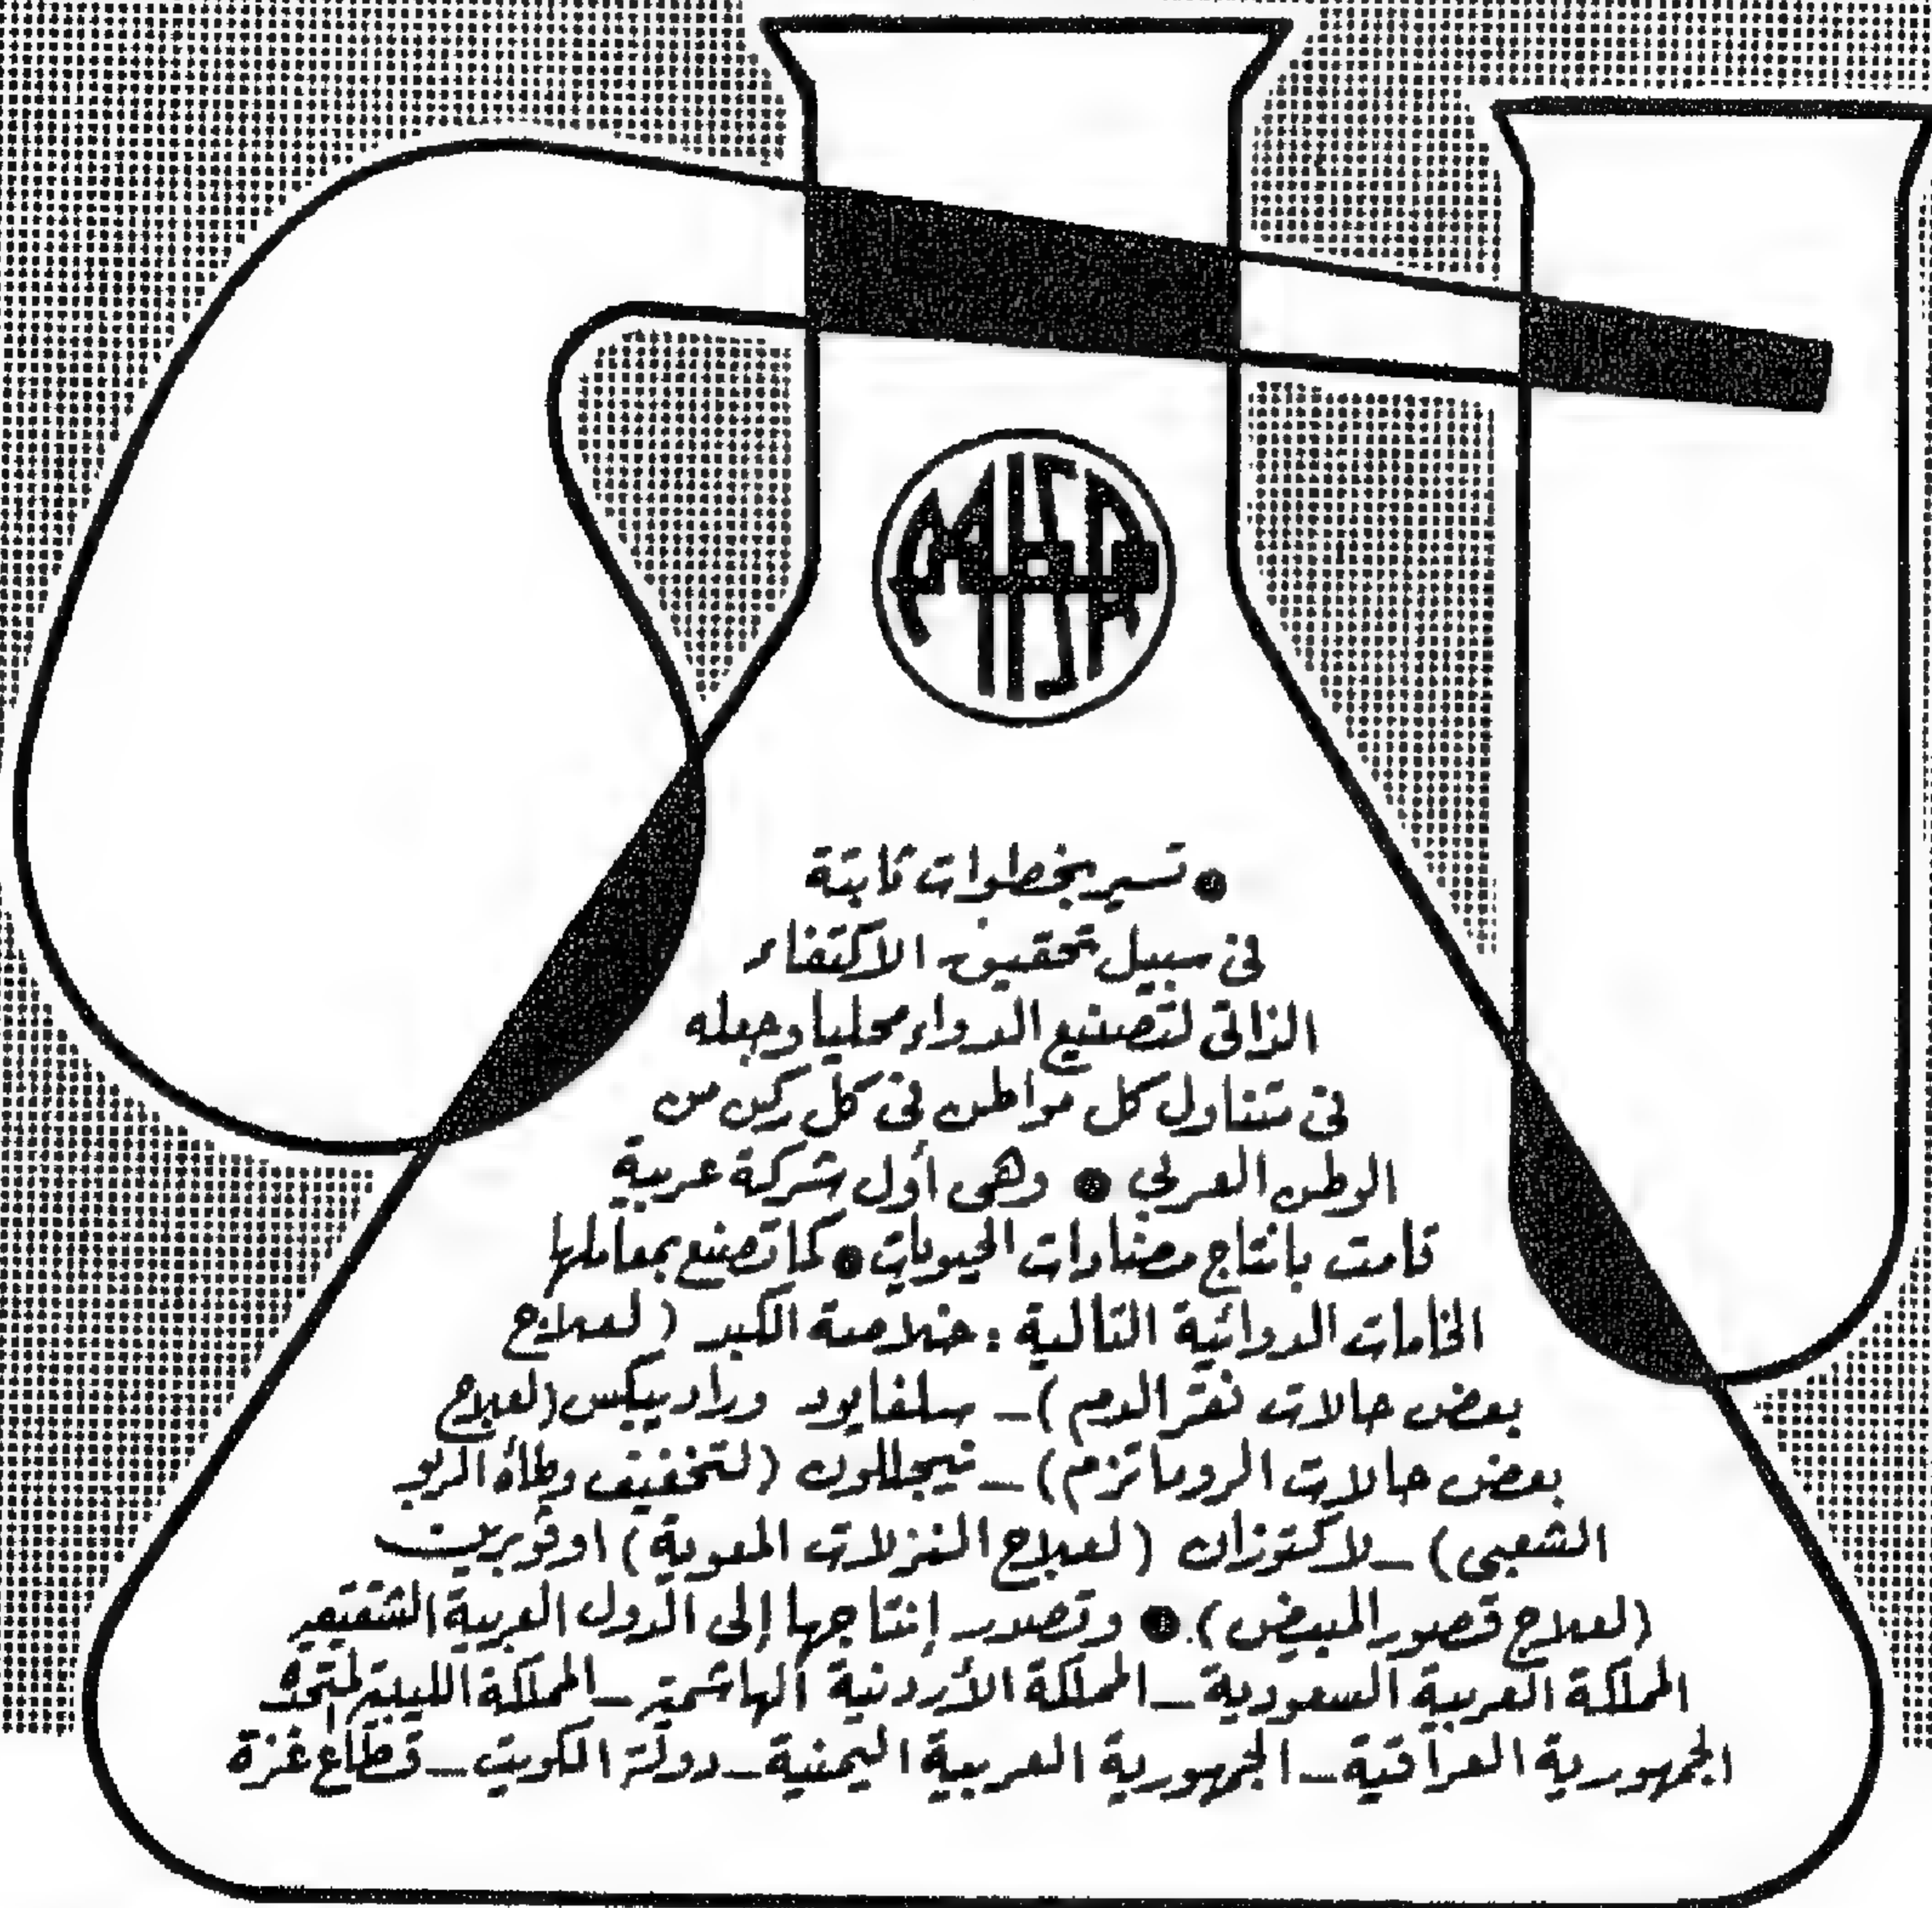 MISR
• تسير بخطوات ثابتة
فى سبيل تحقيق الاكتفاء
الذاتى لتصنيع الدواء محليا وجعله
فى متناول كل مواطن فى كل ركن من
الوطن العربى • وهى أول شركة عربية
قامت بانتاج مضادات الحيويات • كما تصنع بمعاملها
الخامات الدوائية التالية : خلاصة الكبد ( لعلاج
بعض حالات فقر الدم ) - سلفايود ورادبيكس (لعلاج
بعض حالات الروماتزم ) - نيجللون ( لتخفيف وطأة الربو
الشعبى ) - لاكتوزان ( لعلاج النزلات المعوية ) اوفوبريت
(لعلاج قصور المبيض ) . • وتصدر إنتاجها إلى الدول العربية الشقيقة
المملكة العربية السعودية - المملكة الأردنية الهاشمية - المملكة الليبية المتحدة
الجمهورية العراقية - الجمهورية العربية اليمنية - دولة الكويت - قطاع غزة